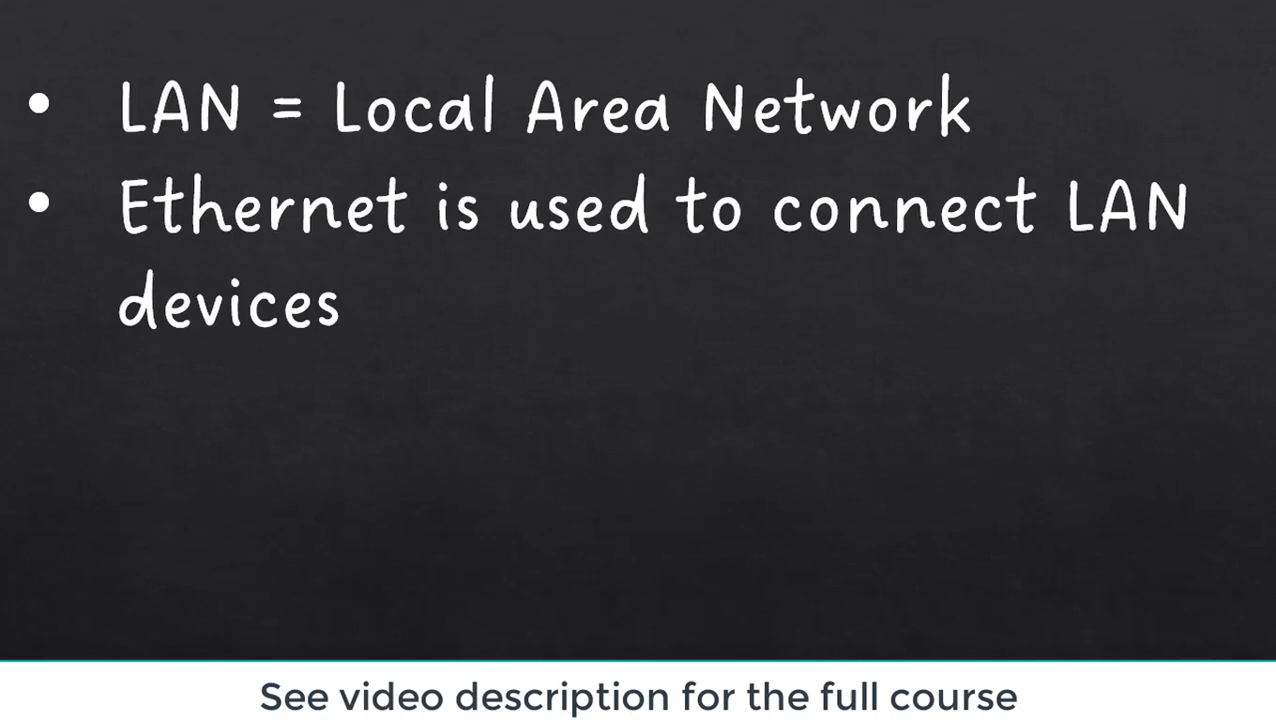 • LAN = Local Area Network
• Ethernet is used to connect LAN
devices
See video description for the full course